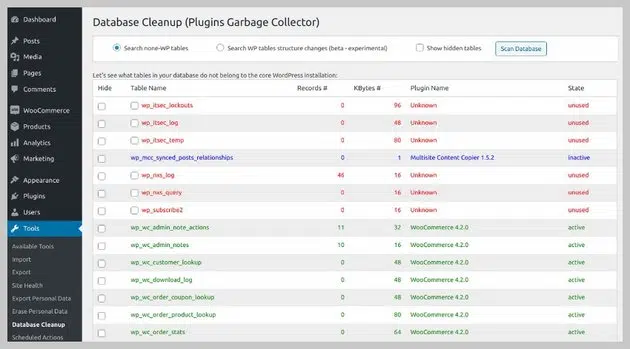 Dashboard
Posts
Media
Pages
Comments
WooCommerce
Products
Analytics
Marketing
Appearance
Plugins
Users
Tools
Available Tools
Import
Export
Site Health
Export Personal Data
Erase Personal Data
Database Cleanup
Scheduled Actions
Database Cleanup (Plugins Garbage Collector)
Search none-WP tables Search WP tables structure changes (beta - experimental) Show hidden tables Scan Database
Let's see what tables in your database do not belong to the core WordPress installation:
Hide Table Name Records # KBytes # Plugin Name State
wp_itsec_lockouts 0 96 Unknown unused
wp_itsec_log 0 48 Unknown unused
wp_itsec_temp 0 80 Unknown unused
wp_mcc_synced_posts_relationships 0 1 Multisite Content Copier 1.5.2 inactive
wp_nxs_log 46 16 Unknown unused
wp_nxs_query 0 16 Unknown unused
wp_subscribe2 0 16 Unknown unused
wp_wc_admin_note_actions 11 32 WooCommerce 4.2.0 active
wp_wc_admin_notes 10 16 WooCommerce 4.2.0 active
wp_wc_customer_lookup 0 48 WooCommerce 4.2.0 active
wp_wc_download_log 0 48 WooCommerce 4.2.0 active
wp_wc_order_coupon_lookup 0 48 WooCommerce 4.2.0 active
wp_wc_order_product_lookup 0 80 WooCommerce 4.2.0 active
wp_wc_order_stats 0 64 WooCommerce 4.2.0 active